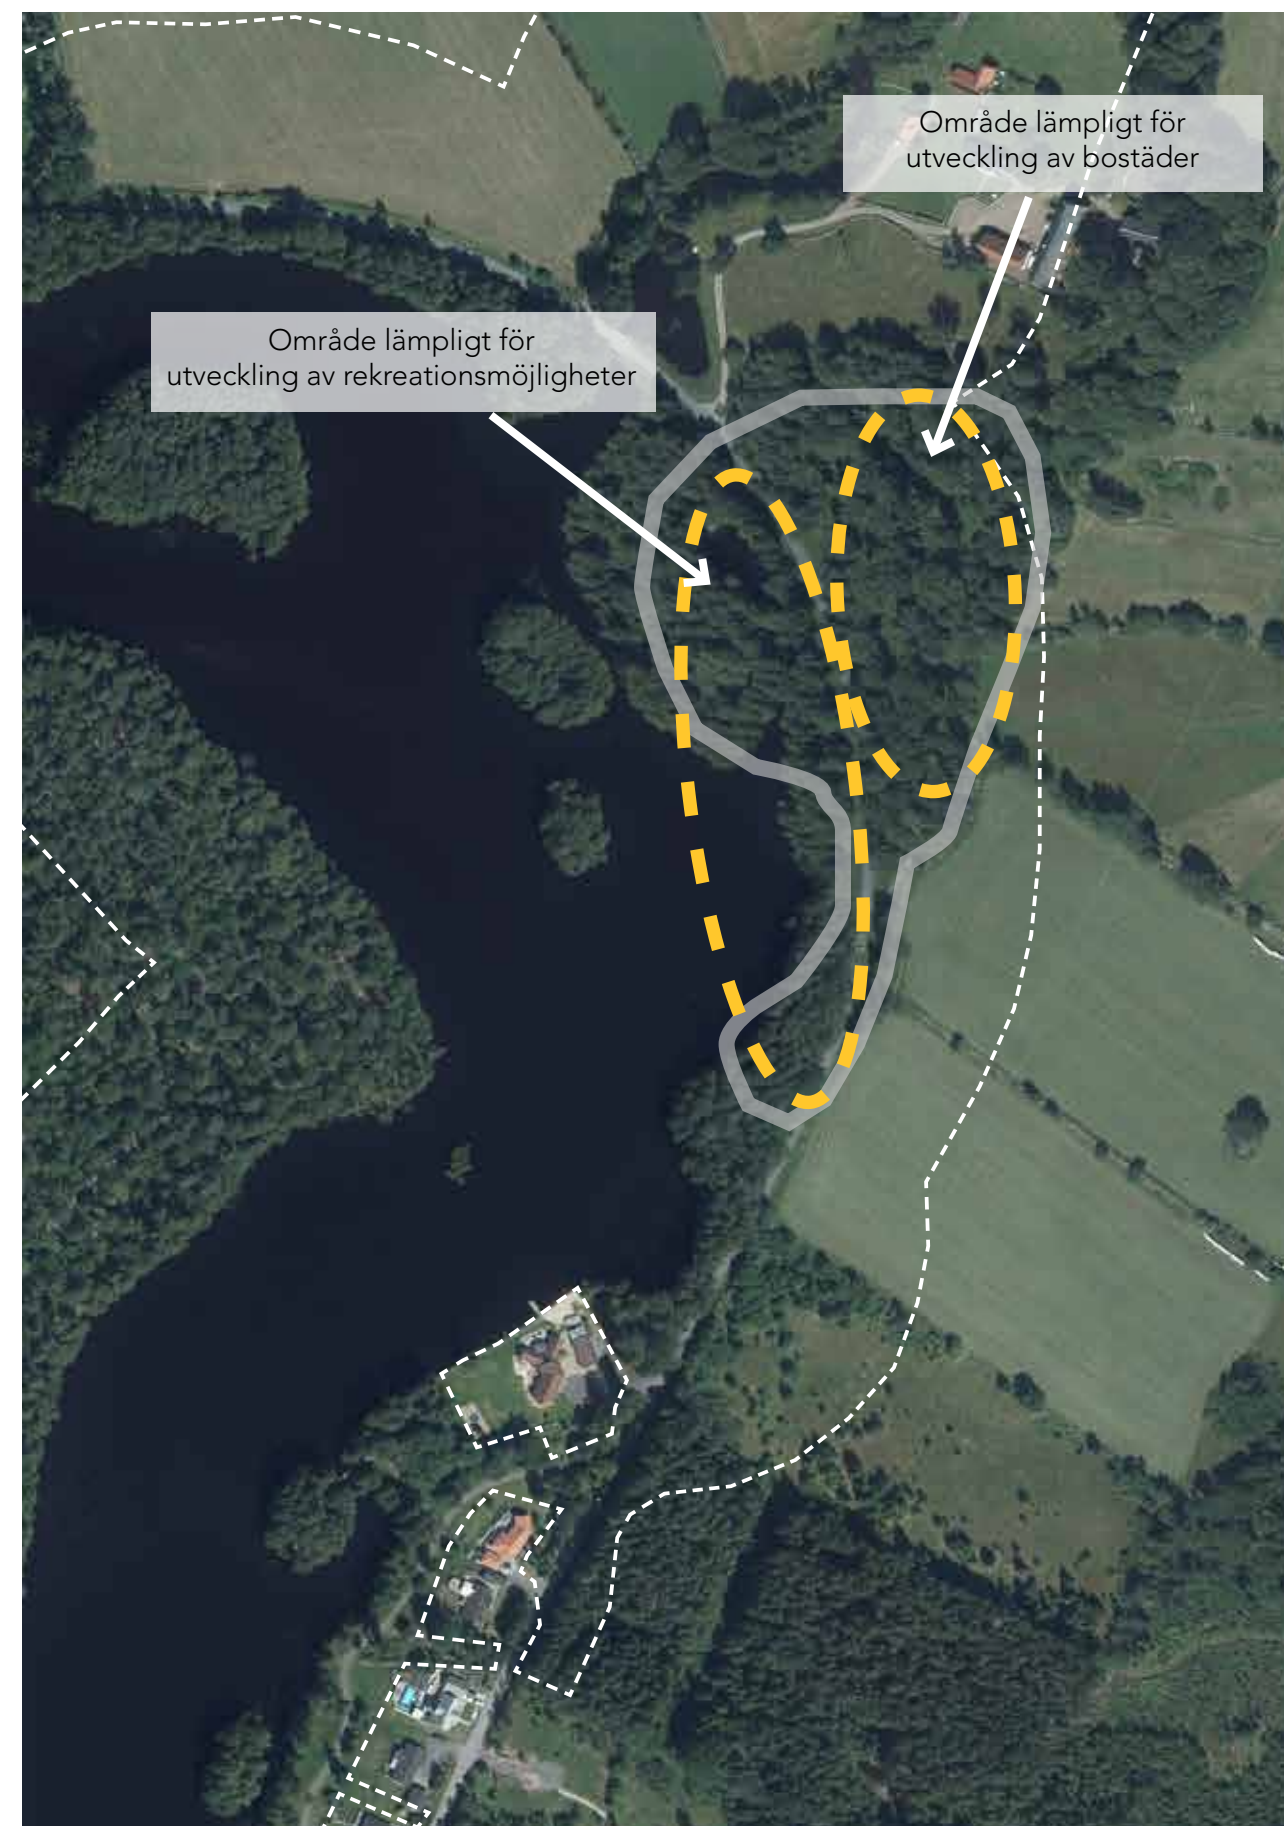 Område lämpligt för
utveckling av bostäder
Område lämpligt för
utveckling av rekreationsmöjligheter